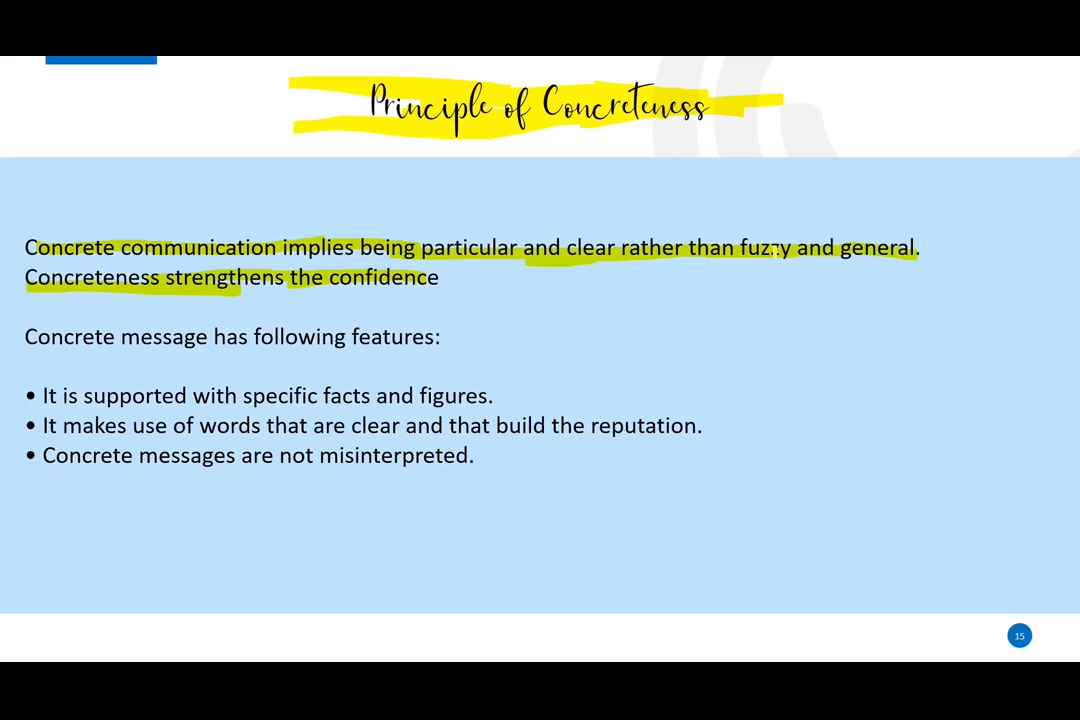 Principle of Concreteness
Concrete communication implies being particular and clear rather than fuzzy and general.
Concreteness strengthens the confidence
Concrete message has following features:
• It is supported with specific facts and figures.
• It makes use of words that are clear and that build the reputation.
• Concrete messages are not misinterpreted.
15